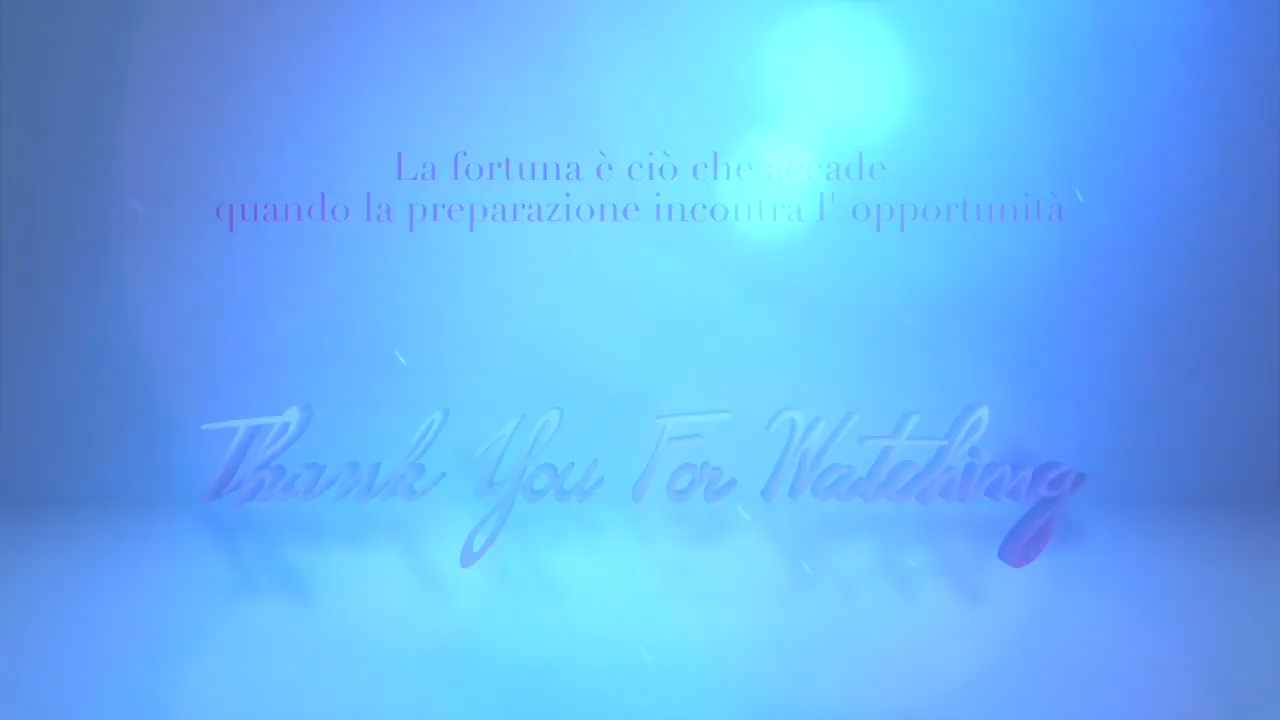 La fortuna è ciò che accade
quando la preparazione incontra l' opportunità
Thank You For Watching